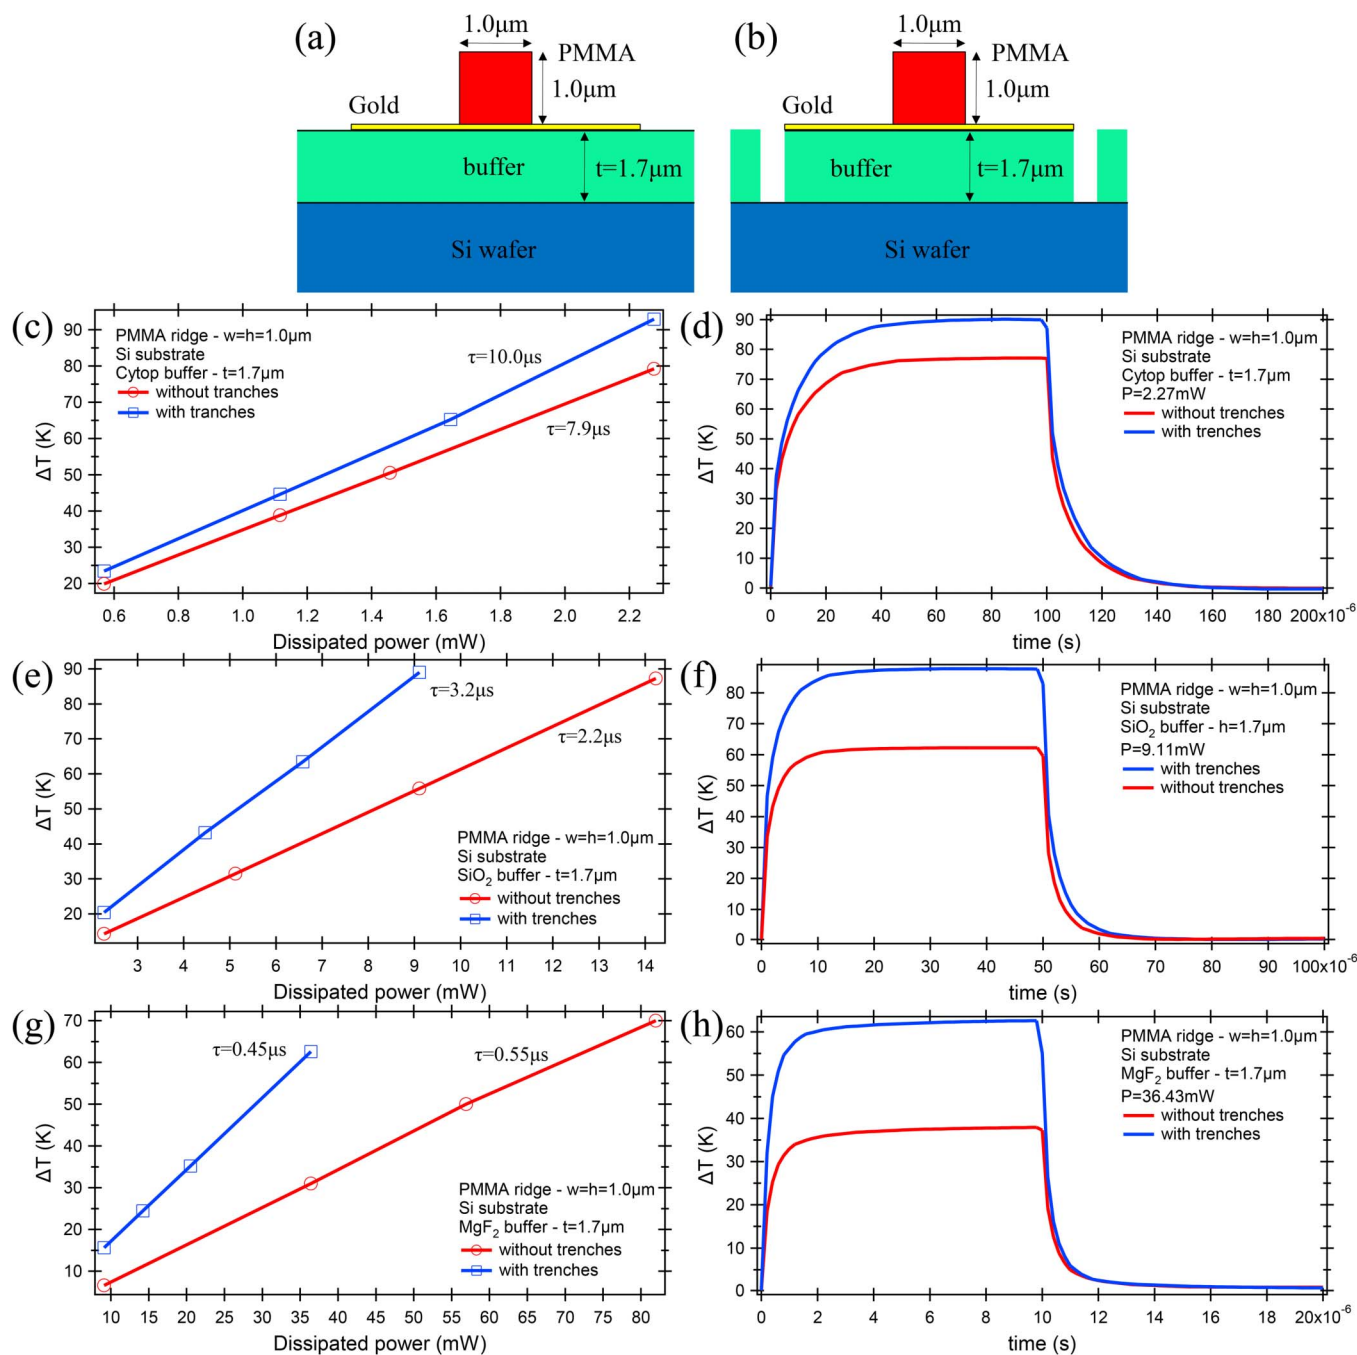 (a)
1.0μm
PMMA
1.0μm
Gold
buffer
t=1.7μm
Si wafer
(b)
1.0μm
PMMA
1.0μm
Gold
buffer
t=1.7μm
Si wafer
(c)
90
80
70
60
50
40
30
20
ΔT (K)
PMMA ridge - w=h=1.0μm
Si substrate
Cytop buffer - t=1.7μm
without tranches
with tranches
τ=10.0μs
τ=7.9μs
0.6
0.8
1.0
1.2
1.4
1.6
1.8
2.0
2.2
Dissipated power (mW)
(d)
90
80
70
60
50
40
30
20
10
0
ΔT (K)
PMMA ridge - w=h=1.0μm
Si substrate
Cytop buffer - t=1.7μm
P=2.27mW
without trenches
with trenches
0
20
40
60
80
100
120
140
160
200x10-6
time (s)
(e)
90
80
70
60
50
40
30
20
ΔT (K)
τ=3.2μs
τ=2.2μs
PMMA ridge - w=h=1.0μm
Si substrate
SiO2 buffer - t=1.7μm
without trenches
with trenches
3
4
5
6
7
8
9
10
11
12
13
14
Dissipated power (mW)
(f)
80
70
60
50
40
30
20
10
0
ΔT (K)
PMMA ridge - w=h=1.0μm
Si substrate
SiO2 buffer - h=1.7μm
P=9.11mW
with trenches
without trenches
0
10
20
30
40
50
60
70
80
100x10-6
time (s)
(g)
70
60
50
40
30
20
10
ΔT (K)
τ=0.45μs
τ=0.55μs
PMMA ridge - w=h=1.0μm
Si substrate
MgF2 buffer - t=1.7μm
without trenches
with trenches
10
15
20
25
30
35
40
45
50
55
60
65
70
75
80
Dissipated power (mW)
(h)
60
50
40
30
20
10
0
ΔT (K)
PMMA ridge - w=h=1.0μm
Si substrate
MgF2 buffer - t=1.7μm
P=36.43mW
without trenches
with trenches
0
2
4
6
8
10
12
14
16
20x10-6
time (s)